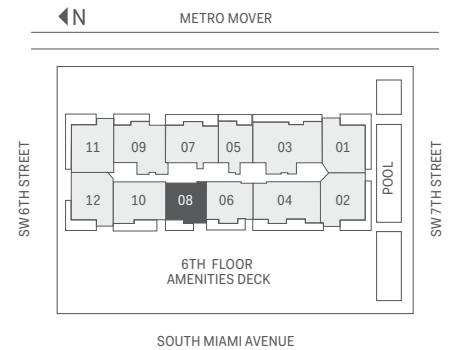 N
METRO MOVER
SW 6TH STREET
11 09 07 05 03 01
12 10 08 06 04 02
POOL
SW 7TH STREET
6TH FLOOR
AMENITIES DECK
SOUTH MIAMI AVENUE